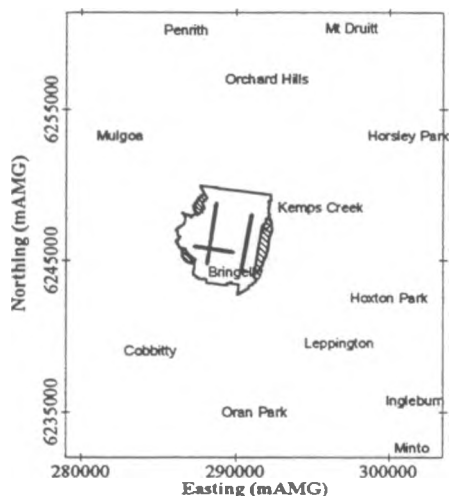 Penrith
Mt Druitt
Orchard Hills
6255000
Mulgoa
Horsley Park
Kemps Creek
Northing (mAMG)
6245000
Bringelly
Hoxton Park
Leppington
Cobbitty
6235000
Oran Park
Ingleburn
Minto
280000
290000
300000
Easting (mAMG)